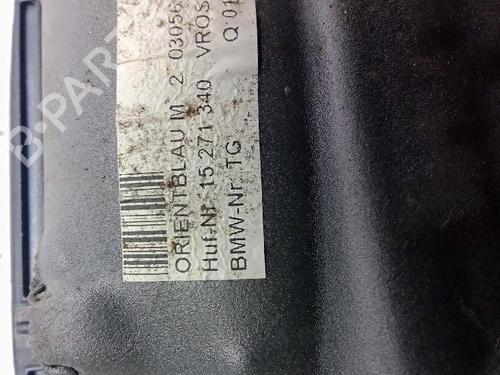 ORIENTBLAU M 2 03056
Huf-Nr. 15 271 340 VROS
BMW-Nr TG Q 01
B-PARTS